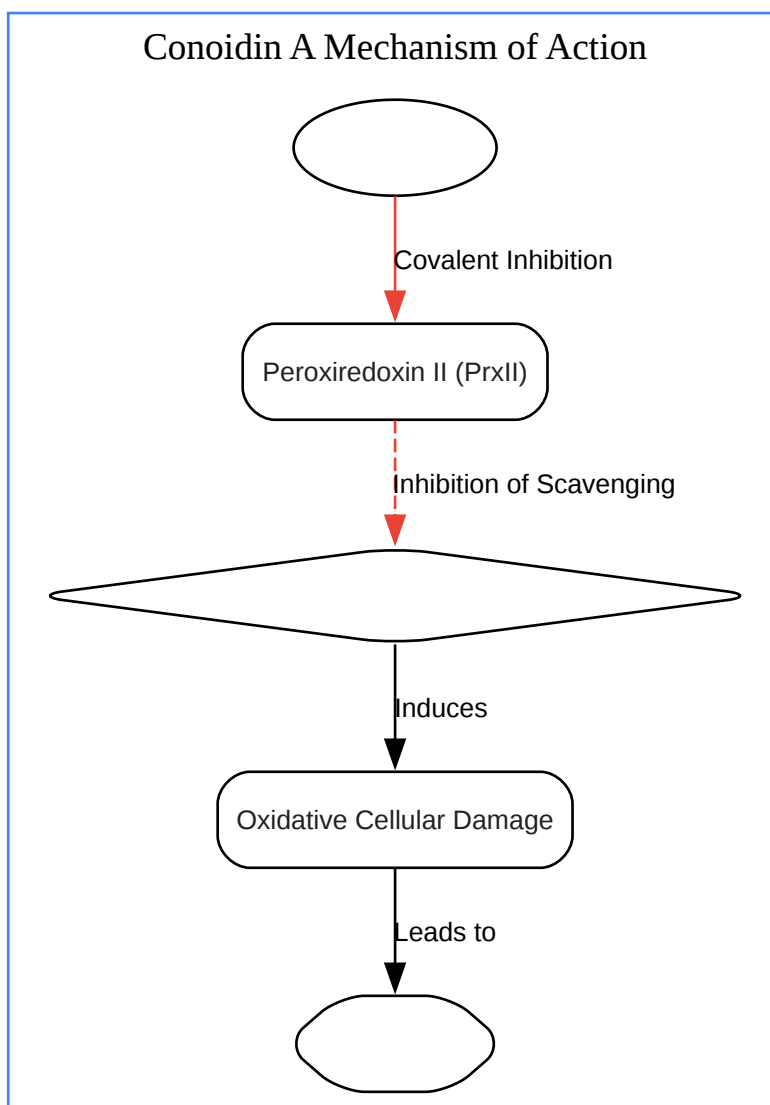 Conoidin A Mechanism of Action
Covalent Inhibition
Peroxiredoxin II (PrxII)
Inhibition of Scavenging
Induces
Oxidative Cellular Damage
Leads to